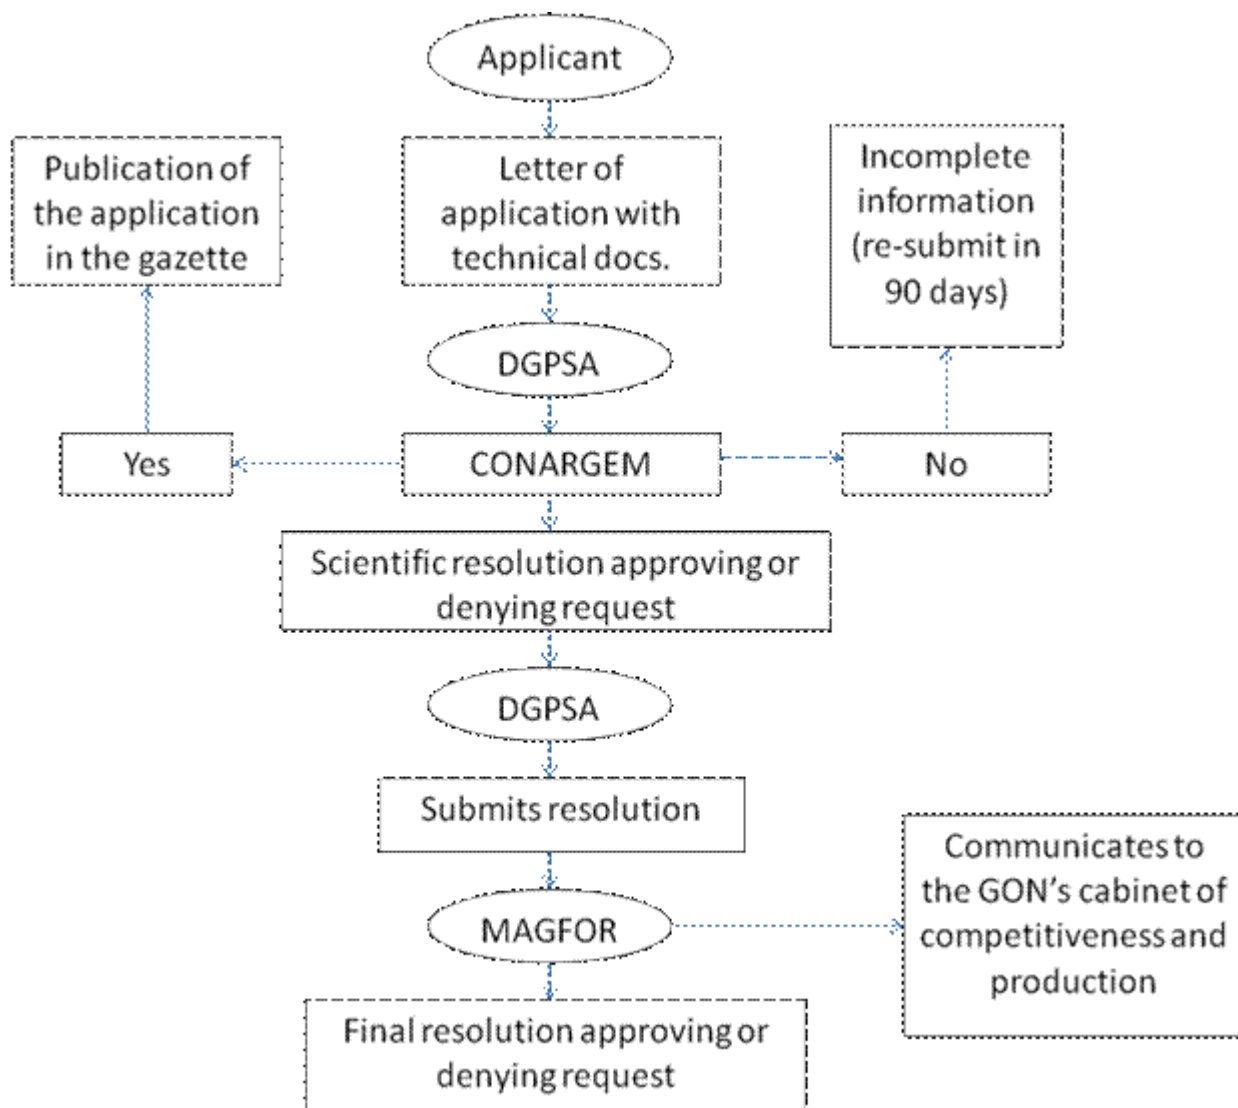 Applicant
Publication of
the application
in the gazette
Letter of
application with
technical docs.
Incomplete
information
(re-submit in
90 days)
DGPSA
Yes
CONARGEM
No
Scientific resolution approving or
denying request
DGPSA
Submits resolution
MAGFOR
Communicates to
the GON's cabinet of
competitiveness and
production
Final resolution approving or
denying request